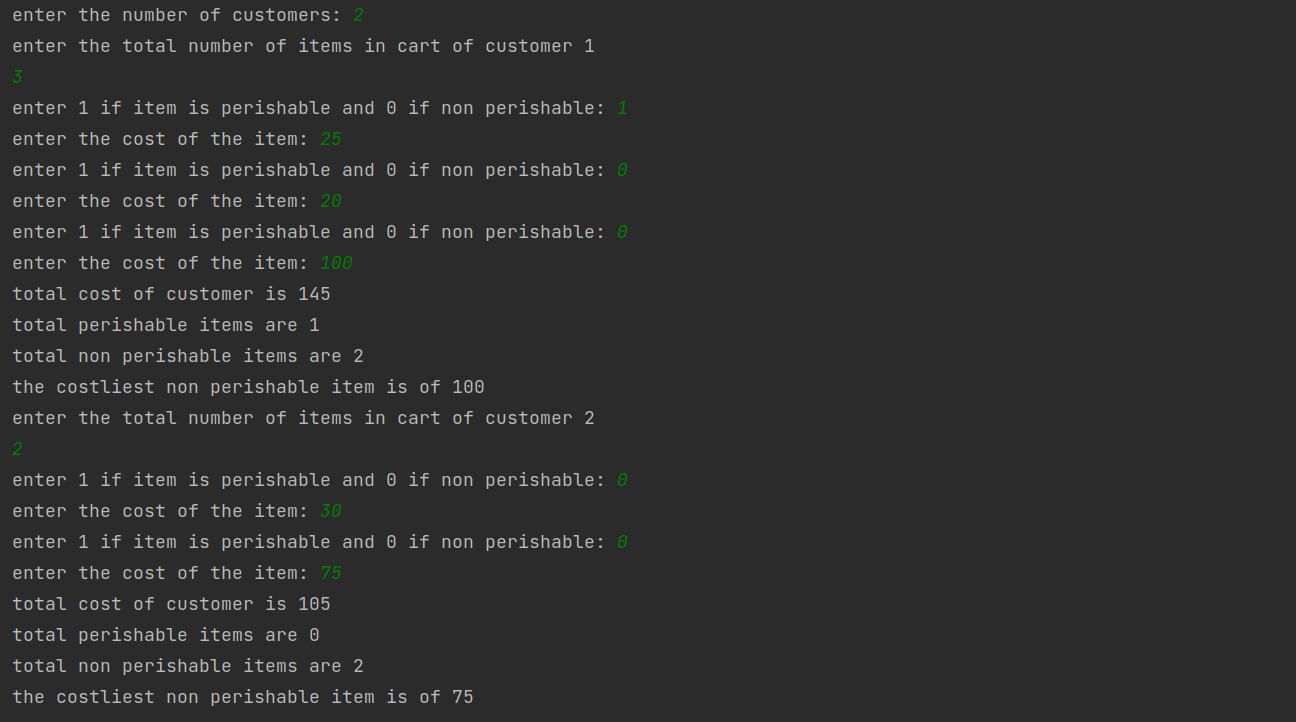 enter the number of customers: 2
enter the total number of items in cart of customer 1
3
enter 1 if item is perishable and 0 if non perishable: 1
enter the cost of the item: 25
enter 1 if item is perishable and 0 if non perishable: 0
enter the cost of the item: 20
enter 1 if item is perishable and 0 if non perishable: 0
enter the cost of the item: 100
total cost of customer is 145
total perishable items are 1
total non perishable items are 2
the costliest non perishable item is of 100
enter the total number of items in cart of customer 2
2
enter 1 if item is perishable and 0 if non perishable: 0
enter the cost of the item: 30
enter 1 if item is perishable and 0 if non perishable: 0
enter the cost of the item: 75
total cost of customer is 105
total perishable items are 0
total non perishable items are 2
the costliest non perishable item is of 75